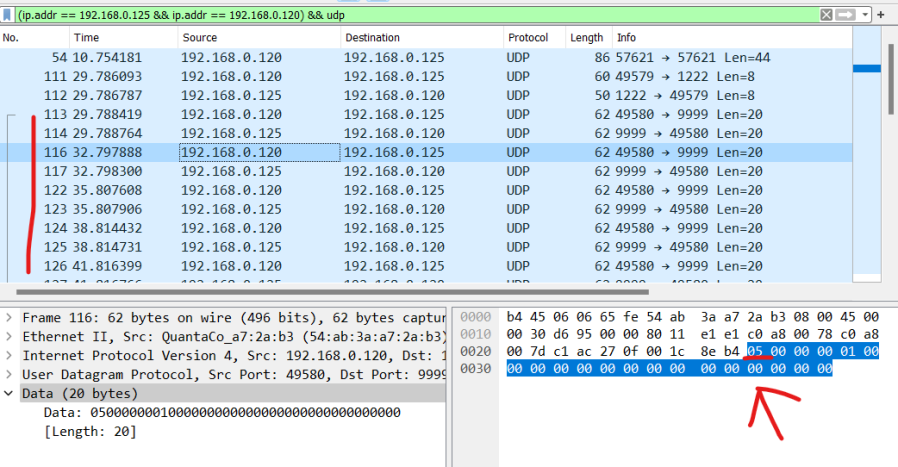 (ip.addr == 192.168.0.125 && ip.addr == 192.168.0.120) && udp
No. Time Source Destination Protocol Length Info
54 10.754181 192.168.0.120 192.168.0.125 UDP 86 57621 → 57621 Len=44
111 29.786093 192.168.0.120 192.168.0.125 UDP 60 49579 → 1222 Len=8
112 29.786787 192.168.0.125 192.168.0.120 UDP 50 1222 → 49579 Len=8
113 29.788419 192.168.0.120 192.168.0.125 UDP 62 49580 → 9999 Len=20
114 29.788764 192.168.0.125 192.168.0.120 UDP 62 9999 → 49580 Len=20
116 32.797888 192.168.0.120 192.168.0.125 UDP 62 49580 → 9999 Len=20
117 32.798300 192.168.0.125 192.168.0.120 UDP 62 9999 → 49580 Len=20
122 35.807608 192.168.0.120 192.168.0.125 UDP 62 49580 → 9999 Len=20
123 35.807906 192.168.0.125 192.168.0.120 UDP 62 9999 → 49580 Len=20
124 38.814432 192.168.0.120 192.168.0.125 UDP 62 49580 → 9999 Len=20
125 38.814731 192.168.0.125 192.168.0.120 UDP 62 9999 → 49580 Len=20
126 41.816399 192.168.0.120 192.168.0.125 UDP 62 49580 → 9999 Len=20
Frame 116: 62 bytes on wire (496 bits), 62 bytes captur
Ethernet II, Src: QuantaCo_a7:2a:b3 (54:ab:3a:a7:2a:b3)
Internet Protocol Version 4, Src: 192.168.0.120, Dst: 1
User Datagram Protocol, Src Port: 49580, Dst Port: 9999
Data (20 bytes)
Data: 0500000001000000000000000000000000000000
[Length: 20]
0000 b4 45 06 06 65 fe 54 ab 3a a7 2a b3 08 00 45 00
0010 00 30 d6 95 00 00 80 11 e1 e1 c0 a8 00 78 c0 a8
0020 00 7d c1 ac 27 0f 00 1c 8e b4 05 00 00 00 01 00
0030 00 00 00 00 00 00 00 00 00 00 00 00 00 00